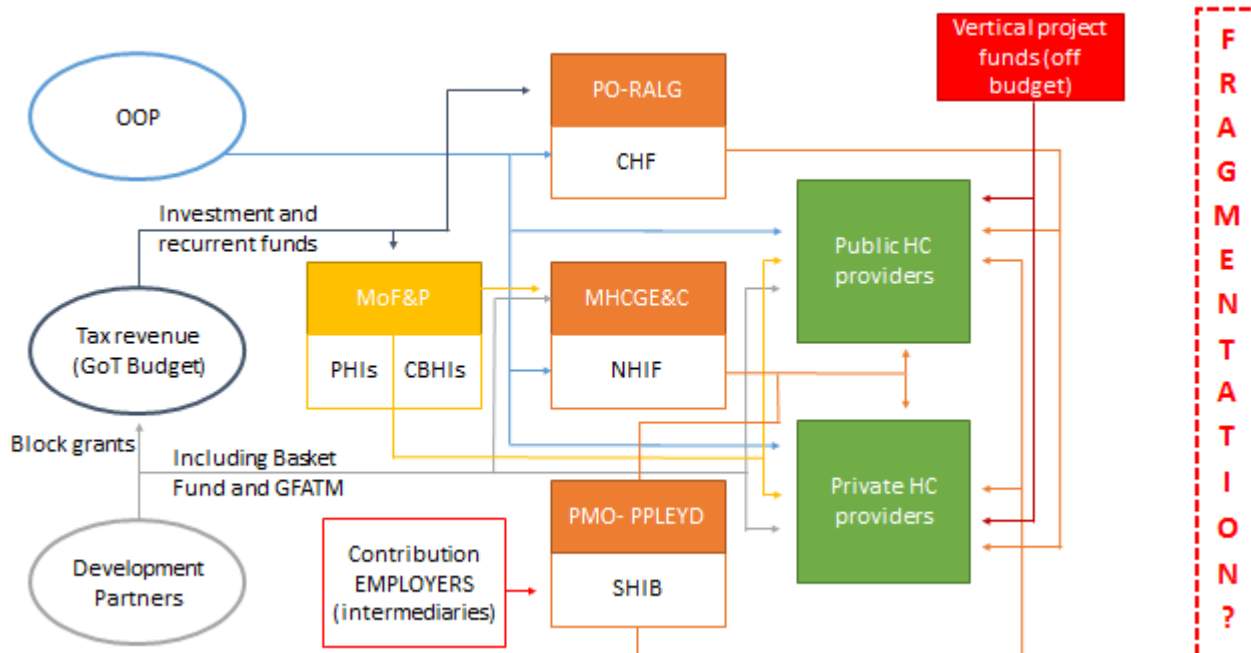 Vertical project
funds (off
budget)
OOP
PO-RALG
CHF
Investment and
recurrent funds
Public HC
providers
MoF&P
PHIs
CBHIs
MHCGE&C
NHIF
Tax revenue
(GoT Budget)
Block grants
Including Basket
Fund and GFATM
Private HC
providers
PMO- PPLEYD
SHIB
Contribution
EMPLOYERS
(intermediaries)
Development
Partners
F
R
A
G
M
E
N
T
A
T
I
O
N
?